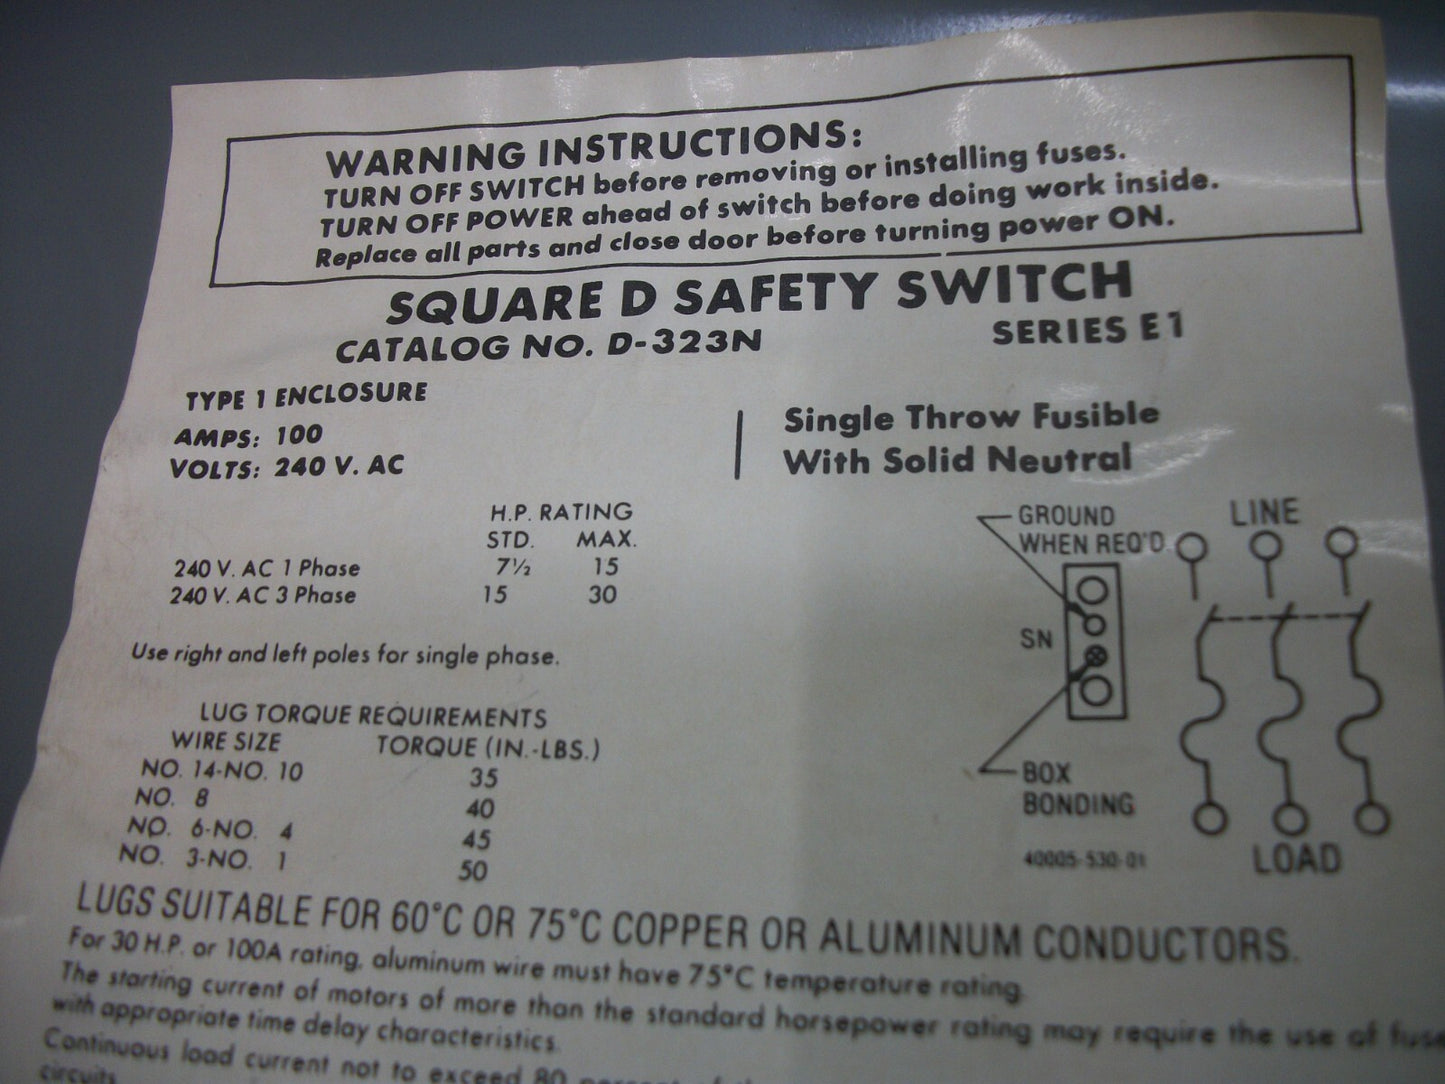 WARNING INSTRUCTIONS:
TURN OFF SWITCH before removing or installing fuses.
TURN OFF POWER ahead of switch before doing work inside.
Replace all parts and close door before turning power ON.
SQUARE D SAFETY SWITCH
CATALOG NO. D-323N SERIES E1
TYPE 1 ENCLOSURE
AMPS: 100
VOLTS: 240 V. AC
Single Throw Fusible
With Solid Neutral
H.P. RATING
STD. MAX.
240 V. AC 1 Phase 7½ 15
240 V. AC 3 Phase 15 30
Use right and left poles for single phase.
LUG TORQUE REQUIREMENTS
WIRE SIZE TORQUE (IN.-LBS.)
NO. 14-NO. 10 35
NO. 8 40
NO. 6-NO. 4 45
NO. 3-NO. 1 50
GROUND
WHEN REQ'D
LINE
SN
BOX
BONDING
40005-530-01
LOAD
LUGS SUITABLE FOR 60°C OR 75°C COPPER OR ALUMINUM CONDUCTORS.
For 30 H.P. or 100A rating, aluminum wire must have 75°C temperature rating.
The starting current of motors of more than the standard horsepower rating may require the use of fuse
with appropriate time delay characteristics.
Continuous load current not to exceed 80 percent of
circuits